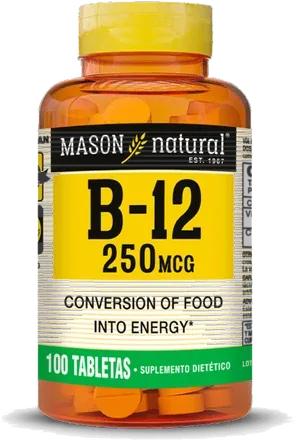 MASON natural
EST. 1967
B-12
250MCG
CONVERSION OF FOOD
INTO ENERGY*
100 TABLETAS • SUPLEMENTO DIETÉTICO